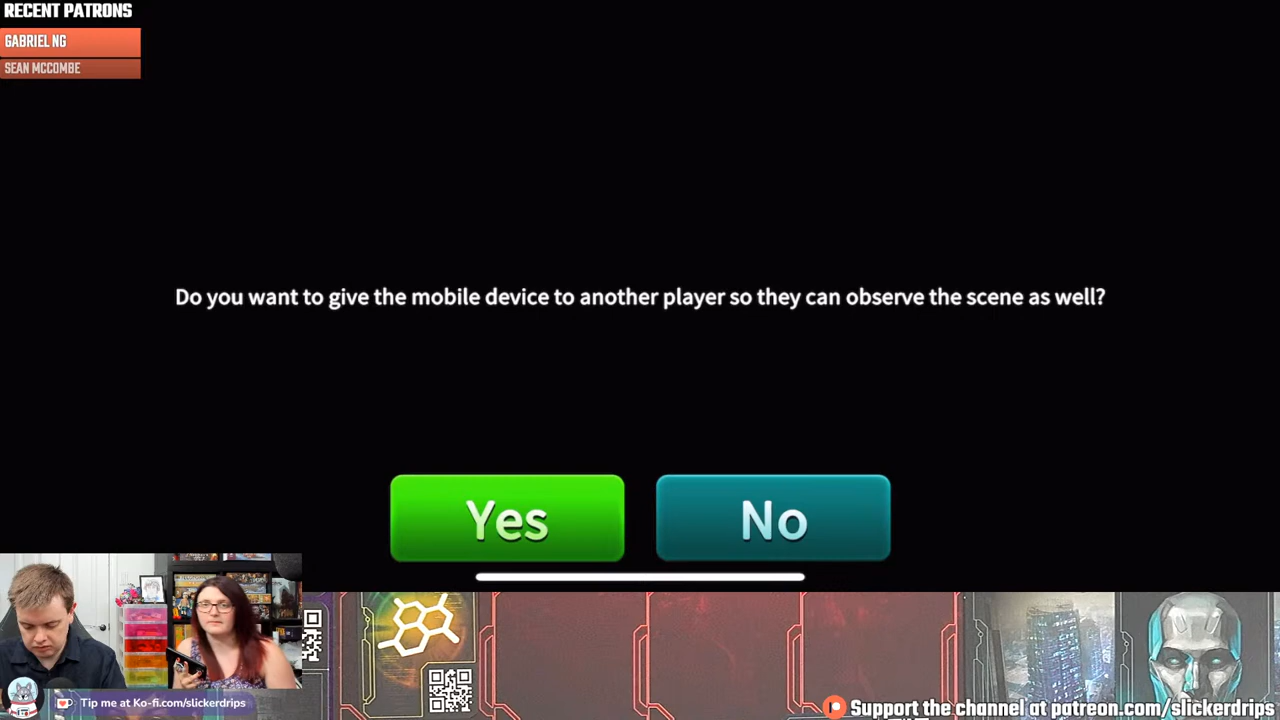 RECENT PATRONS
GABRIEL NG
SEAN MCCOMBE
Do you want to give the mobile device to another player so they can observe the scene as well?
Yes
No
Tip me at Ko-fi.com/slickerdrips
Support the channel at patreon.com/slickerdrips